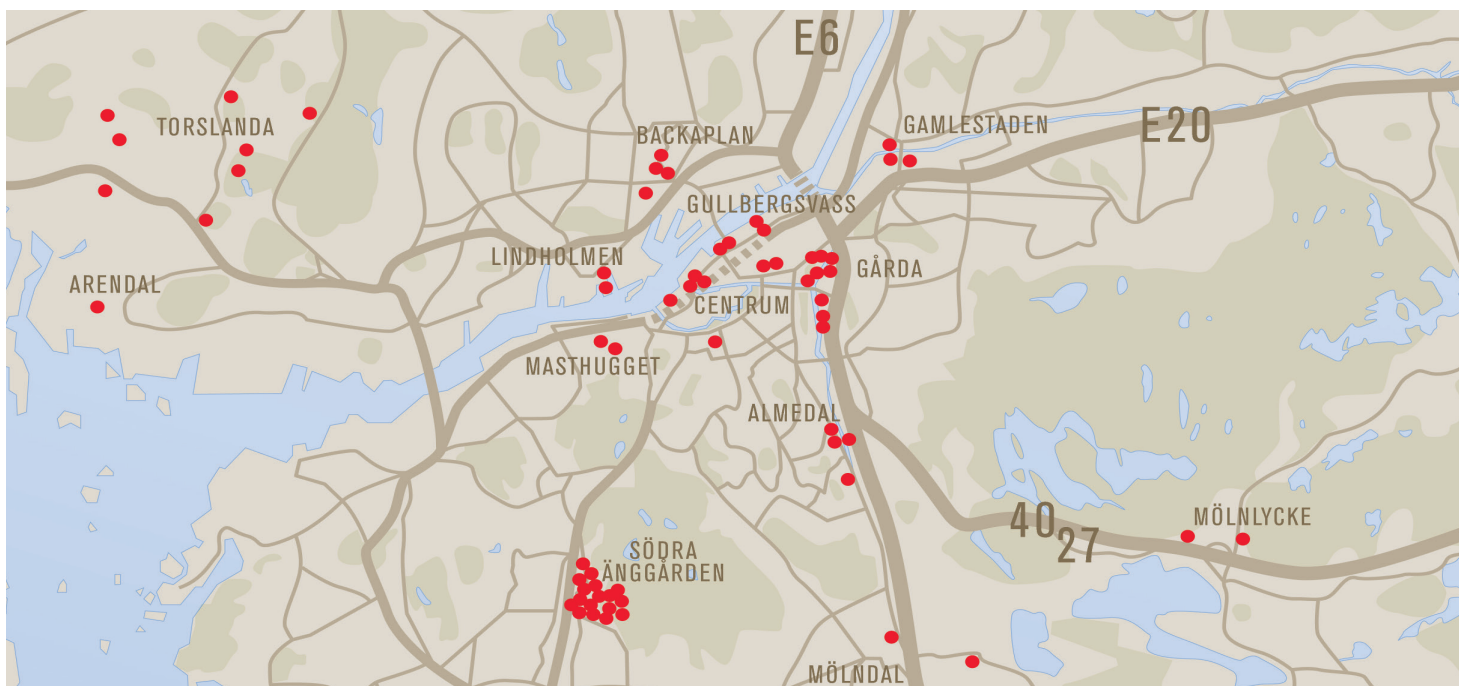 E6
TORSLANDA
BACKAPLAN
GAMLESTADEN
E20
GULLBERGSVASS
LINDHOLMEN
GÅRDA
ARENDAL
CENTRUM
MASTHUGGET
ALMEDAL
40
27
MÖLNLYCKE
SÖDRA
ÄNGGÅRDEN
MÖLNDAL